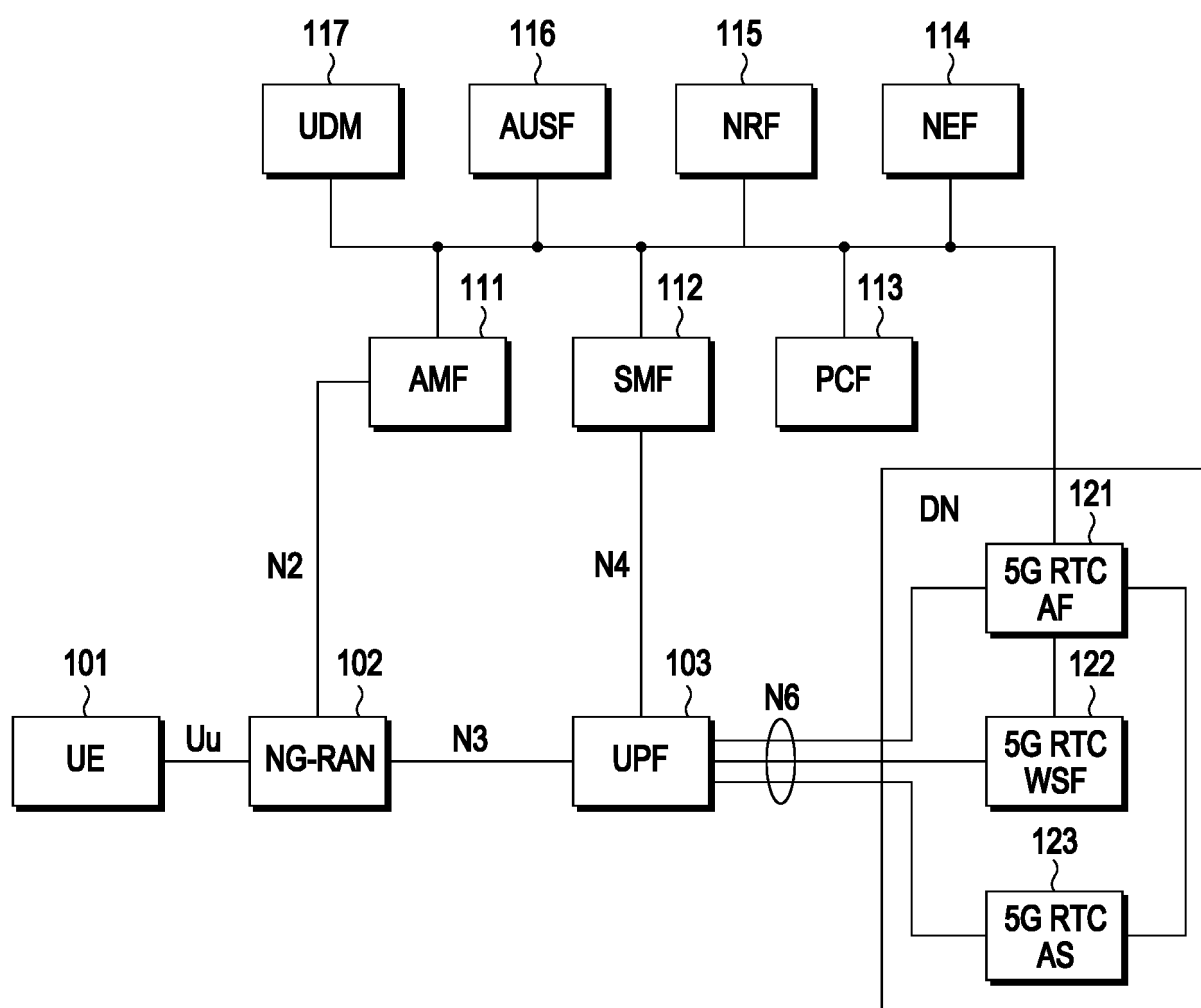 117
116
115
114
UDM
AUSF
NRF
NEF
111
112
113
AMF
SMF
PCF
DN
121
N2
N4
5G RTC
AF
101
102
103
N6
122
UE
Uu
NG-RAN
N3
UPF
5G RTC
WSF
123
5G RTC
AS